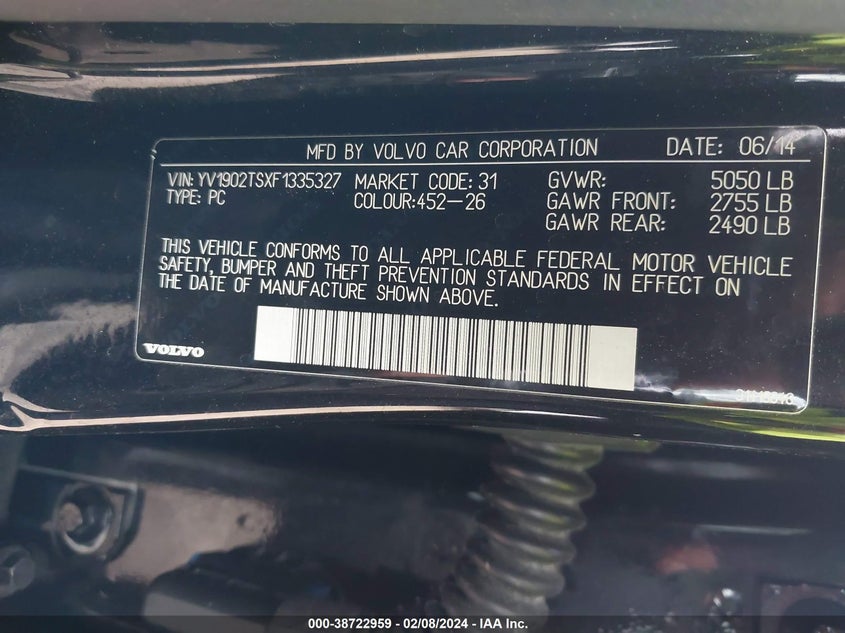 MFD BY VOLVO CAR CORPORATION DATE: 06/14
VIN:YV1902TSXF1335327 MARKET CODE:31 GVWR: 5050 LB
TYPE: PC COLOUR:452-26 GAWR FRONT: 2755 LB
GAWR REAR: 2490 LB
THIS VEHICLE CONFORMS TO ALL APPLICABLE FEDERAL MOTOR VEHICLE
SAFETY, BUMPER AND THEFT PREVENTION STANDARDS IN EFFECT ON
THE DATE OF MANUFACTURE SHOWN ABOVE.
VOLVO
000-38722959 - 02/08/2024 - IAA Inc.